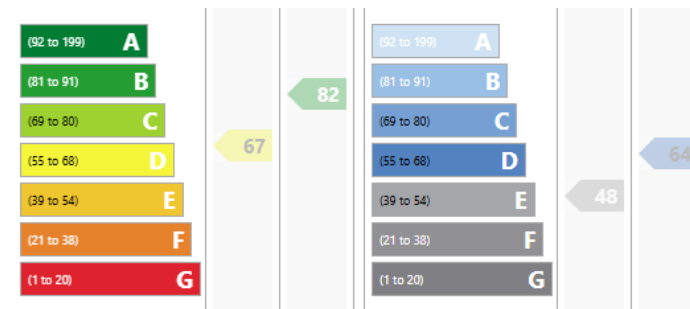 (92 to 199) A
(81 to 91) B
(69 to 80) C
(55 to 68) D
(39 to 54) E
(21 to 38) F
(1 to 20) G
67
82
(92 to 199) A
(81 to 91) B
(69 to 80) C
(55 to 68) D
(39 to 54) E
(21 to 38) F
(1 to 20) G
48
64